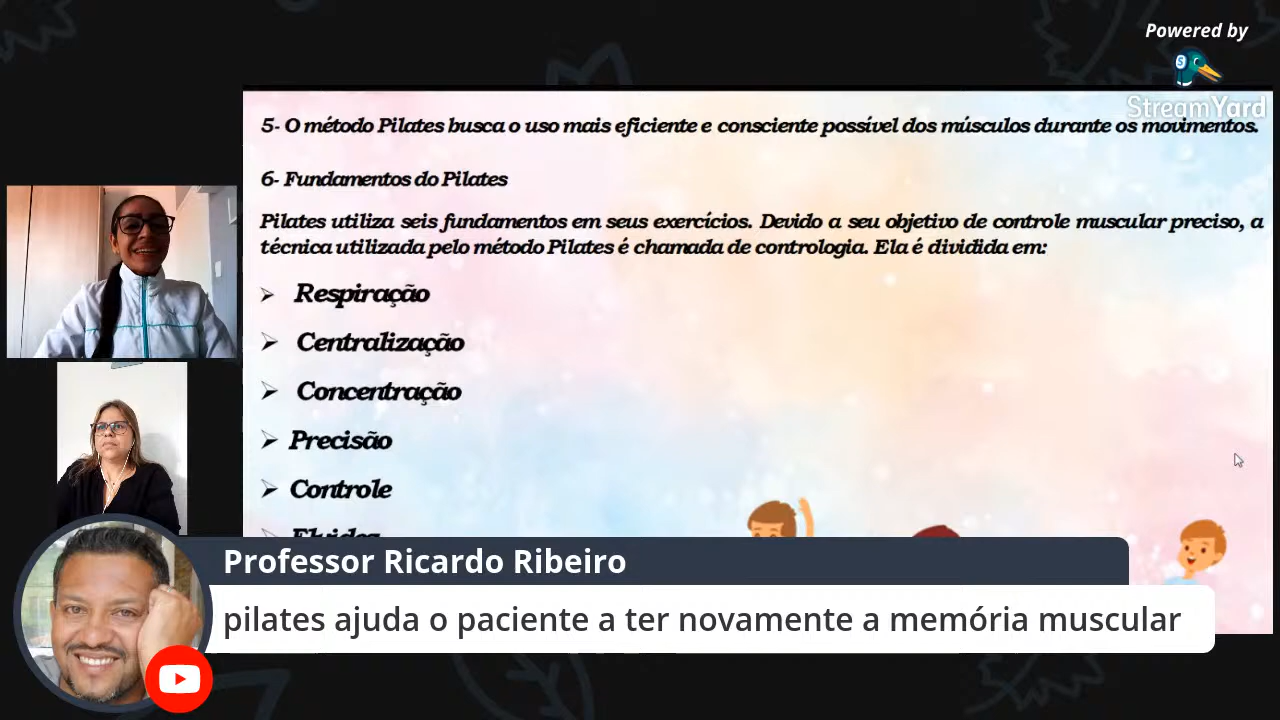 Powered by
StreamYard
5- O método Pilates busca o uso mais eficiente e consciente possível dos músculos durante os movimentos.
6- Fundamentos do Pilates
Pilates utiliza seis fundamentos em seus exercícios. Devido a seu objetivo de controle muscular preciso, a
técnica utilizada pelo método Pilates é chamada de contrologia. Ela é dividida em:
➢ Respiração
➢ Centralização
➢ Concentração
➢ Precisão
➢ Controle
Professor Ricardo Ribeiro
pilates ajuda o paciente a ter novamente a memória muscular